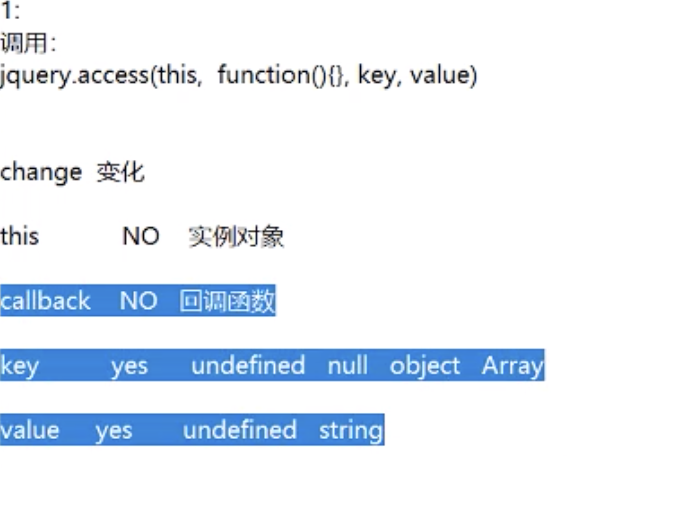 1:
调用：
jquery.access(this,  function(){}, key, value)
change  变化
this  NO  实例对象
callback  NO  回调函数
key  yes  undefined  null  object  Array
value  yes  undefined  string